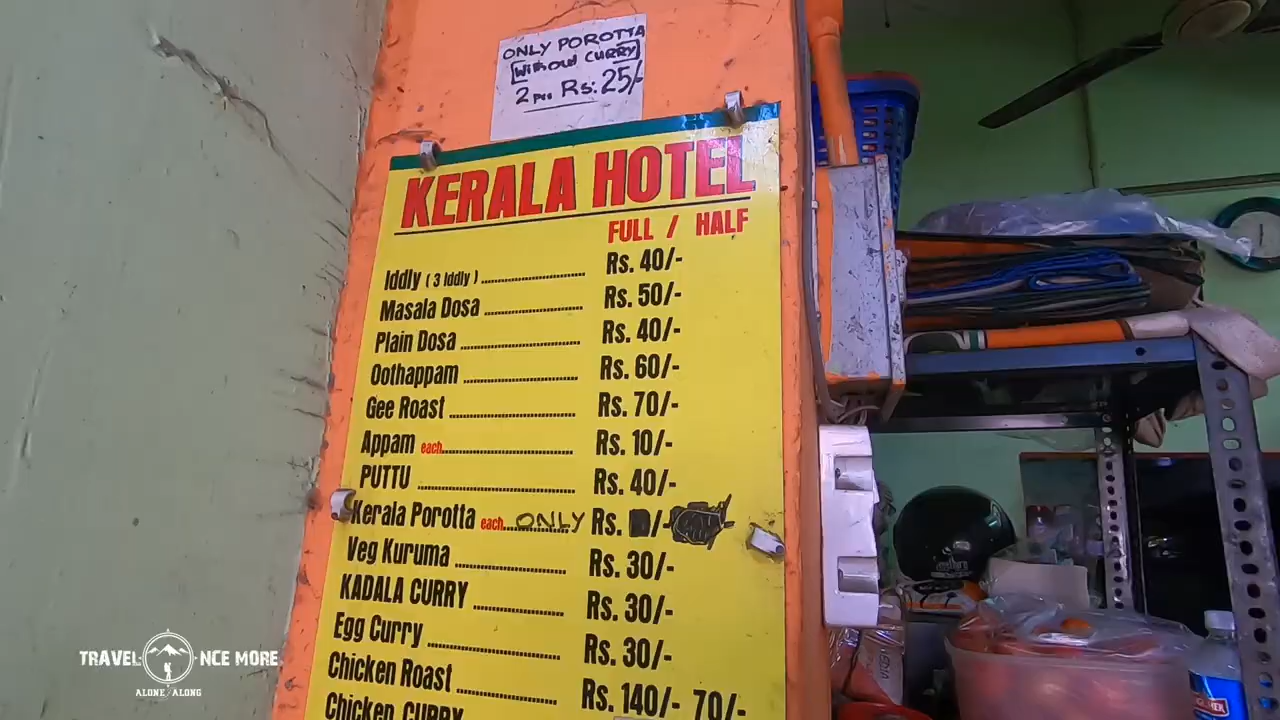 ONLY POROTTA
WITHOUT CURRY
2 Pcs Rs: 25/-
KERALA HOTEL
FULL / HALF
Iddly ( 3 Iddly ) Rs. 40/-
Masala Dosa Rs. 50/-
Plain Dosa Rs. 40/-
Oothappam Rs. 60/-
Gee Roast Rs. 70/-
Appam each Rs. 10/-
PUTTU Rs. 40/-
Kerala Porotta each ONLY Rs. /-
Veg Kuruma Rs. 30/-
KADALA CURRY Rs. 30/-
Egg Curry Rs. 30/-
Chicken Roast Rs. 140/- 70/-
Chicken CURRY
TRAVEL ONCE MORE
ALONE ALONG